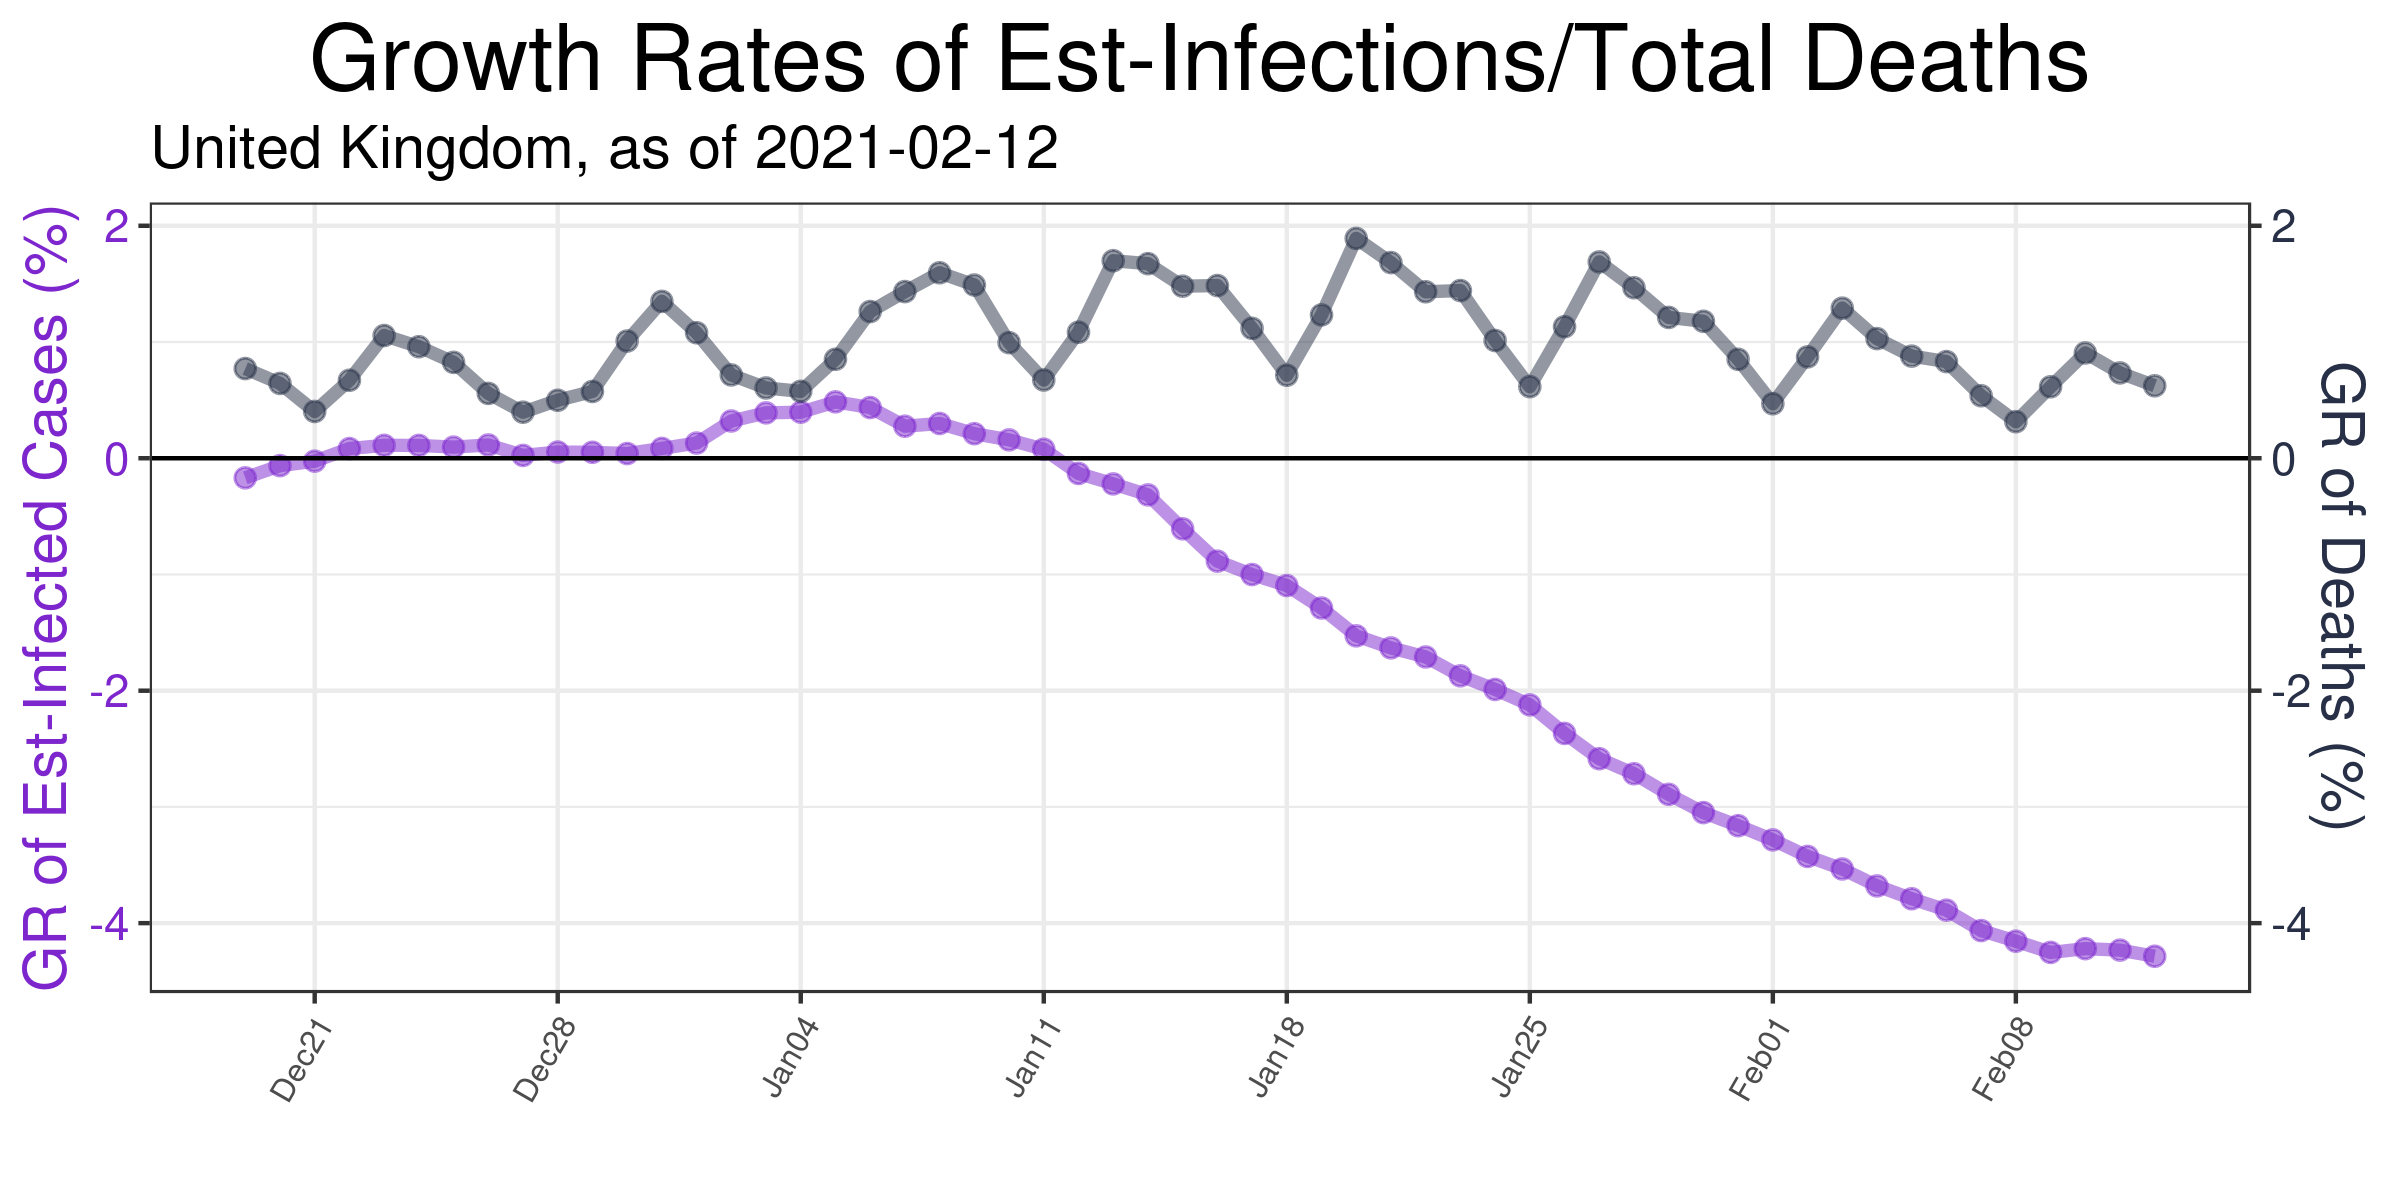 Growth Rates of Est-Infections/Total Deaths
United Kingdom, as of 2021-02-12
GR of Est-Infected Cases (%)
2
0
-2
-4
2
0
-2
-4
GR of Deaths (%)
Dec21
Dec28
Jan04
Jan11
Jan18
Jan25
Feb01
Feb08